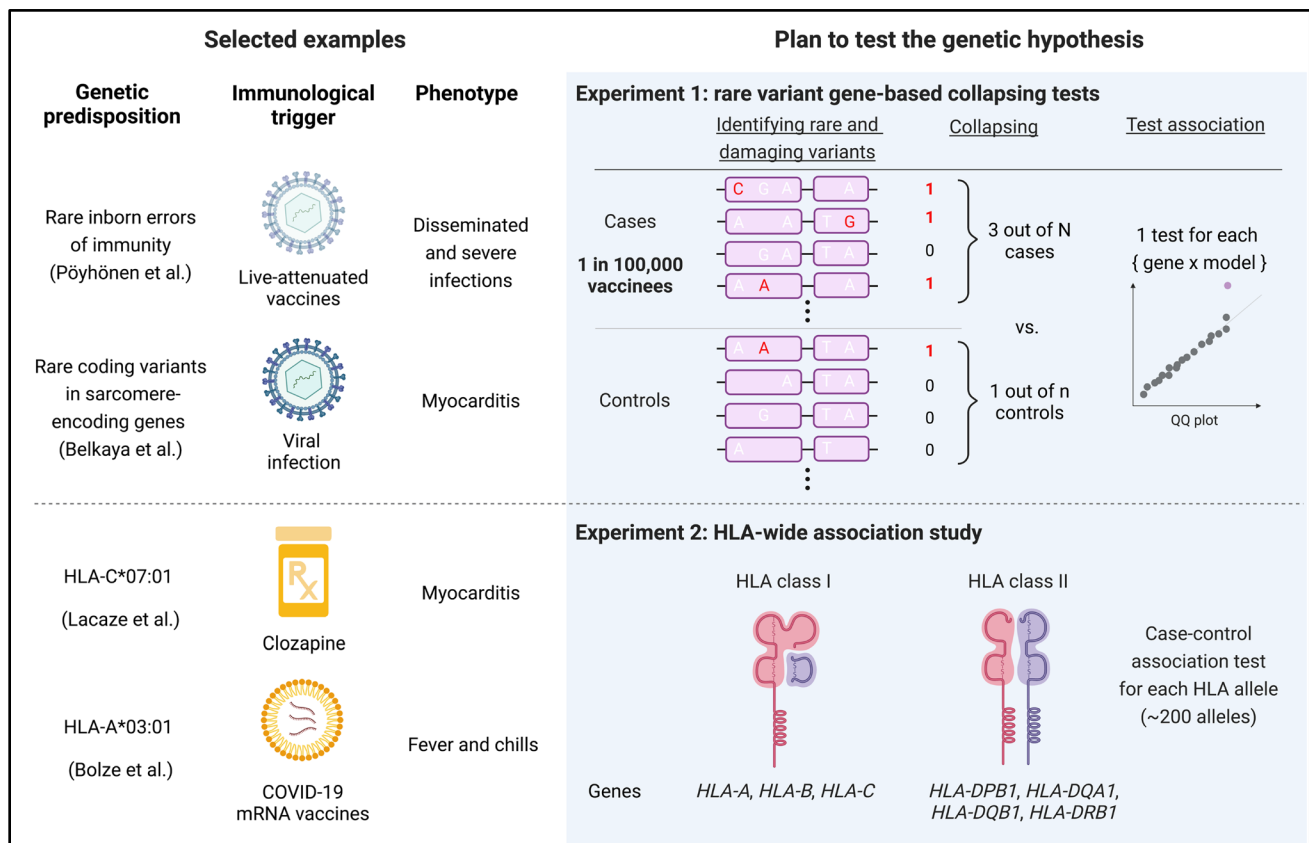 Selected examples
Plan to test the genetic hypothesis
Genetic
predisposition
Immunological
trigger
Phenotype
Rare inborn errors
of immunity
(Pöyhönen et al.)
Live-attenuated
vaccines
Disseminated
and severe
infections
Rare coding variants
in sarcomere-
encoding genes
(Belkaya et al.)
Viral
infection
Myocarditis
HLA-C*07:01
(Lacaze et al.)
Rx
Clozapine
Myocarditis
HLA-A*03:01
(Bolze et al.)
COVID-19
mRNA vaccines
Fever and chills
Experiment 1: rare variant gene-based collapsing tests
Identifying rare and
damaging variants
Collapsing
Test association
Cases
1 in 100,000
vaccinees
C G A A 1
A A T G 1
G A T A 0
A A A 1
3 out of N
cases
vs.
Controls
A A T A 1
A T A 0
G T A 0
A T 0
1 out of n
controls
1 test for each
{ gene x model }
QQ plot
Experiment 2: HLA-wide association study
HLA class I
HLA class II
Case-control
association test
for each HLA allele
(~200 alleles)
Genes
HLA-A, HLA-B, HLA-C
HLA-DPB1, HLA-DQA1,
HLA-DQB1, HLA-DRB1